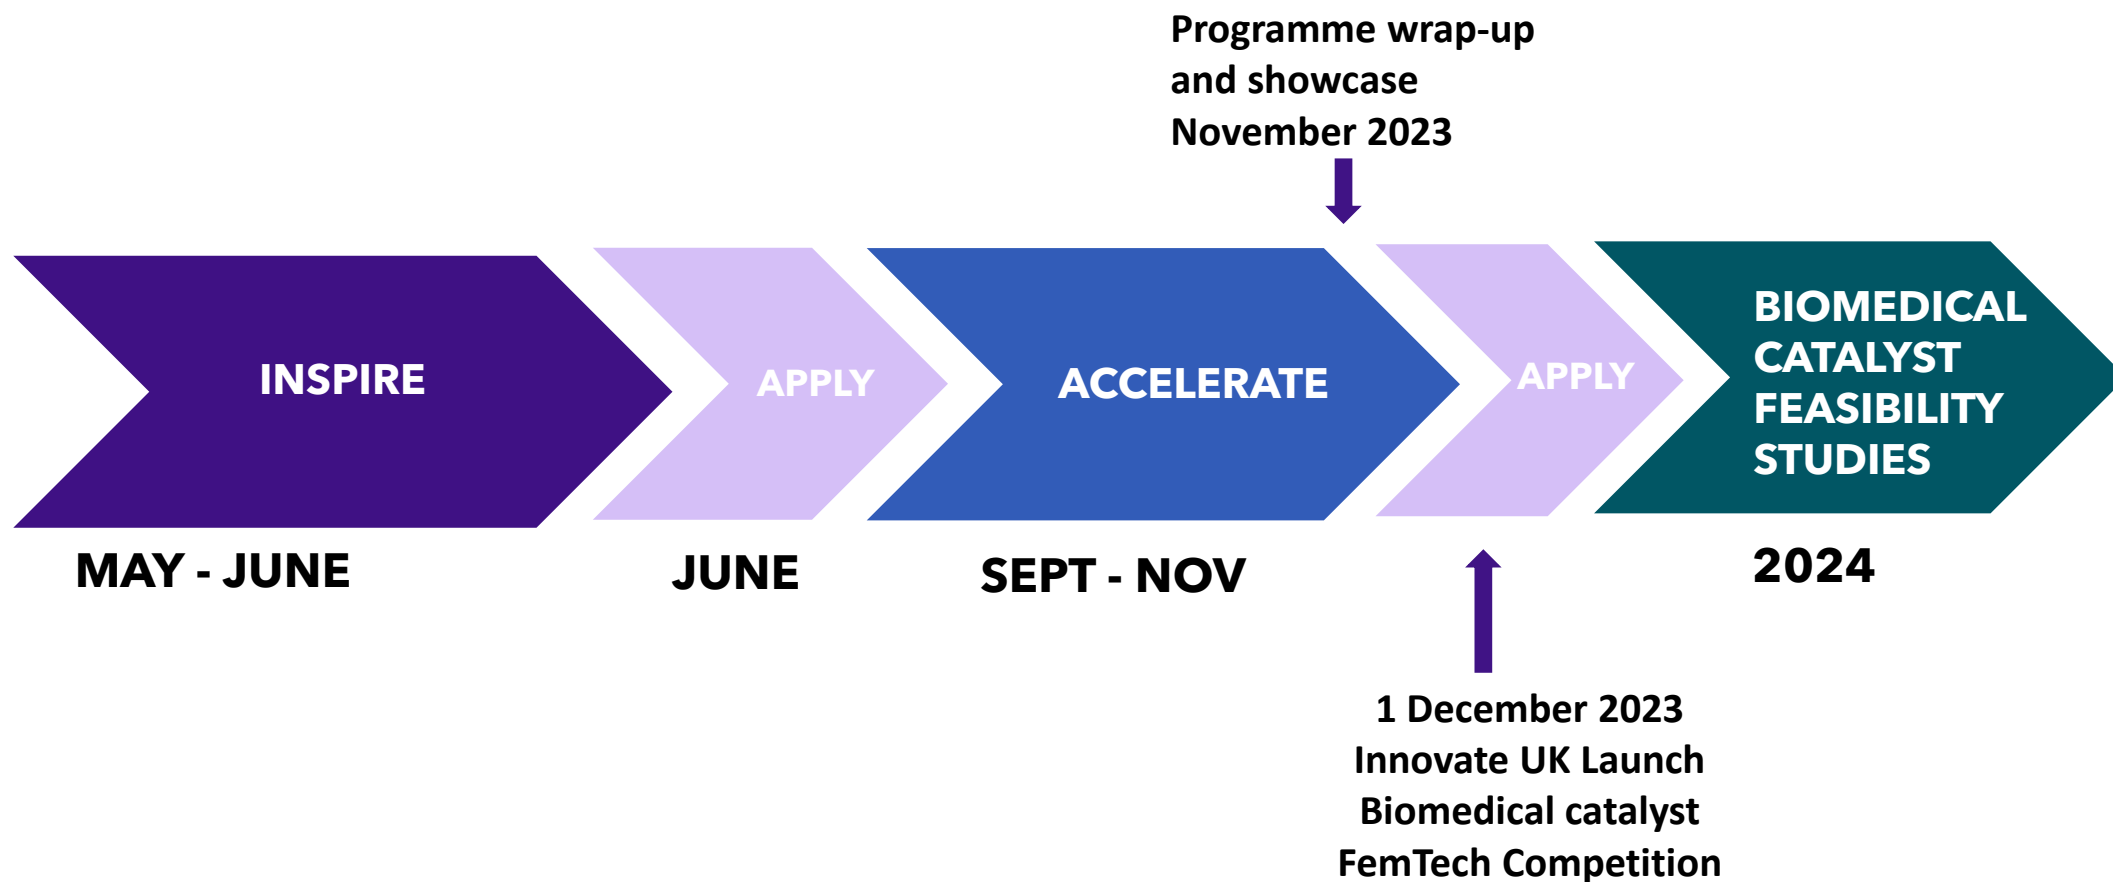 Programme wrap-up
and showcase
November 2023
INSPIRE
APPLY
ACCELERATE
APPLY
BIOMEDICAL
CATALYST
FEASIBILITY
STUDIES
MAY - JUNE
JUNE
SEPT - NOV
2024
1 December 2023
Innovate UK Launch
Biomedical catalyst
FemTech Competition